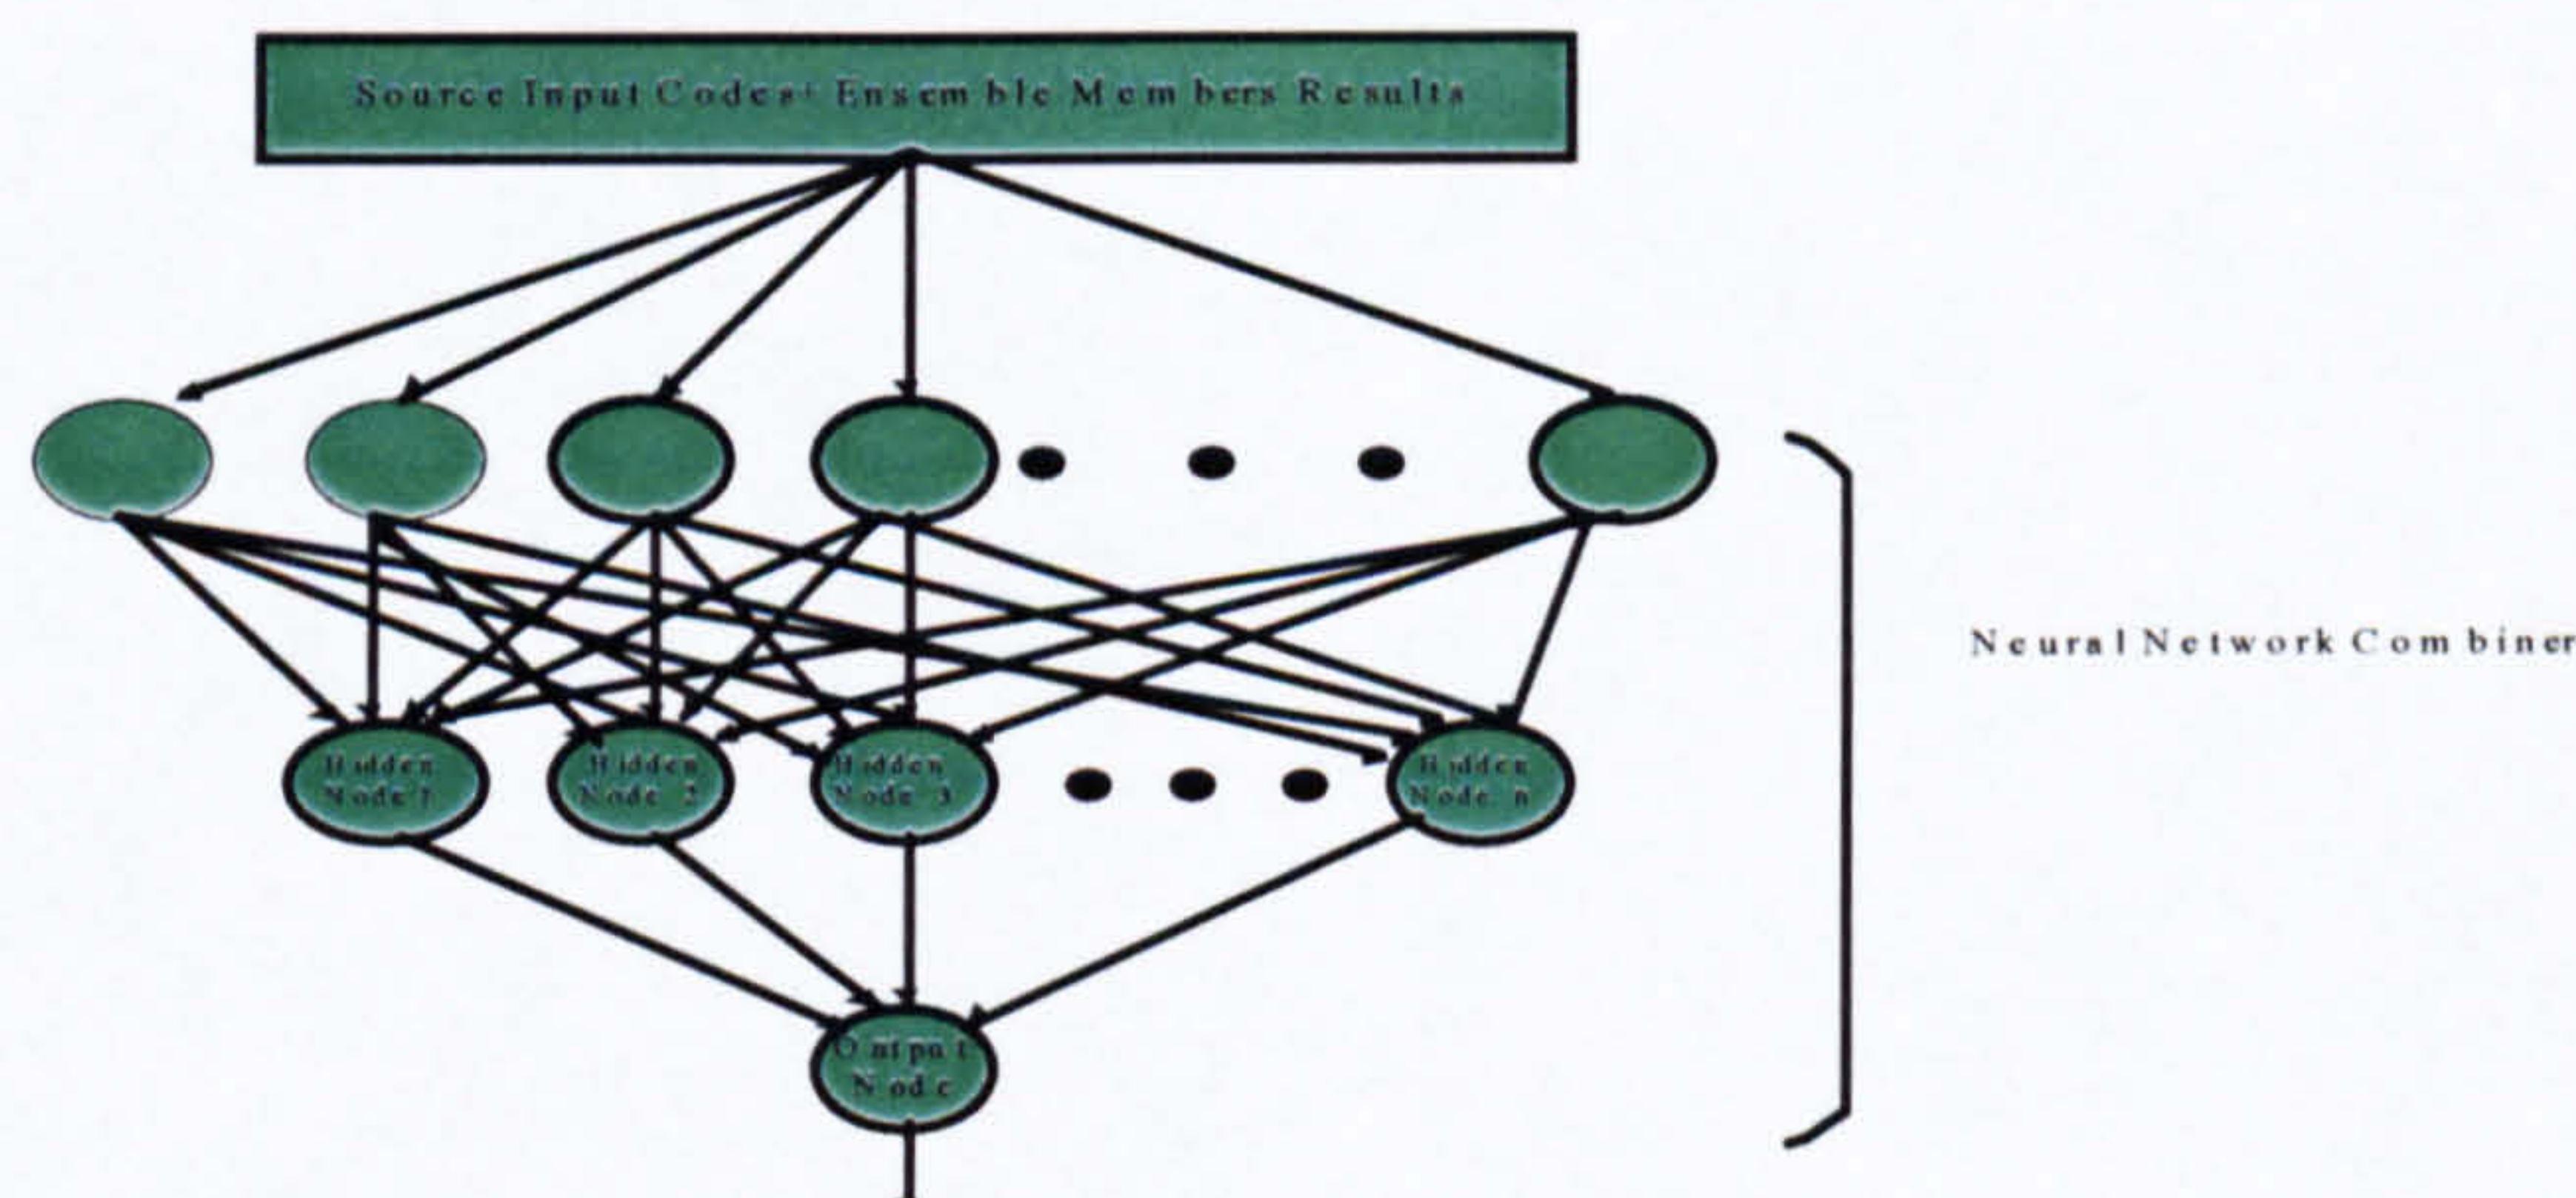 Source Input Codes+ Ensemble Members Results
Neural Network Combiner
Hidden
Node 1
Hidden
Node 2
Hidden
Node 3
Hidden
Node n
Output
Node